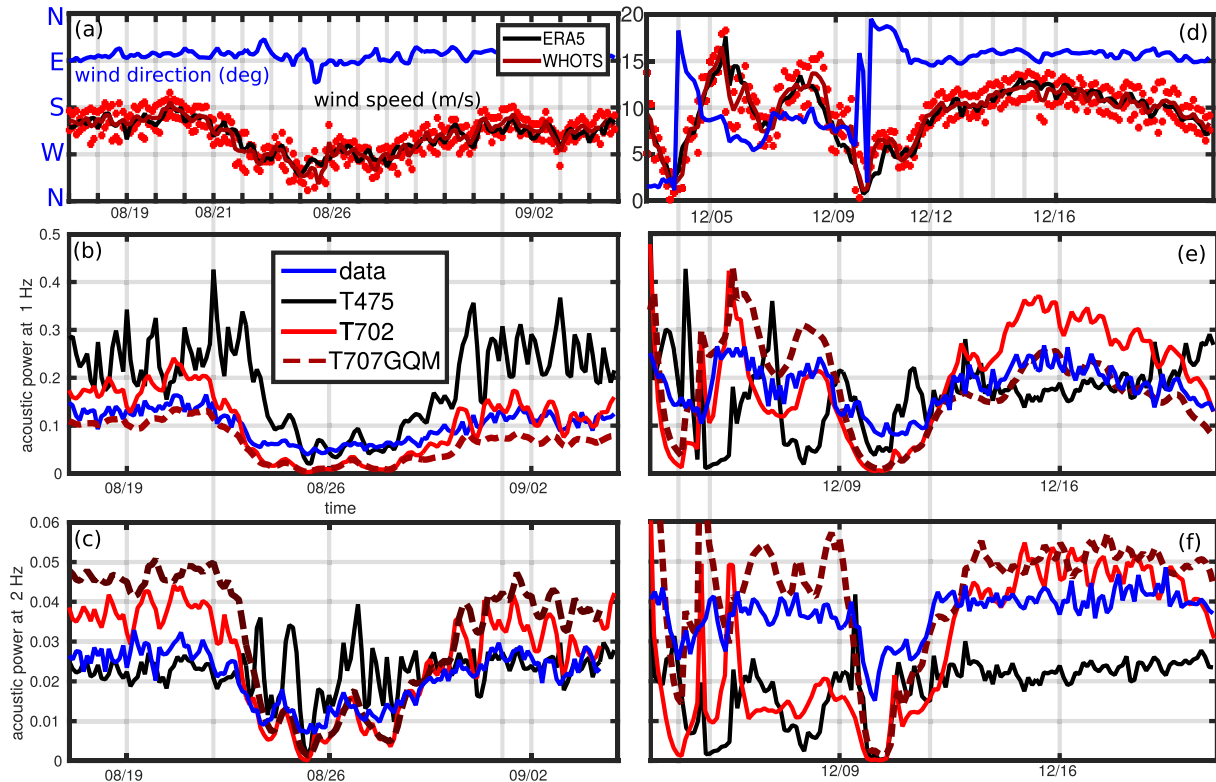 (a)
N
E
S
W
N
wind direction (deg)
wind speed (m/s)
ERA5
WHOTS
08/19
08/21
08/26
09/02
(d)
20
15
10
5
0
12/05
12/09
12/12
12/16
(b)
acoustic power at 1 Hz
0.5
0.4
0.3
0.2
0.1
0
data
T475
T702
T707GQM
08/19
08/26
09/02
time
(e)
12/09
12/16
(c)
acoustic power at 2 Hz
0.06
0.05
0.04
0.03
0.02
0.01
0
08/19
08/26
09/02
(f)
12/09
12/16